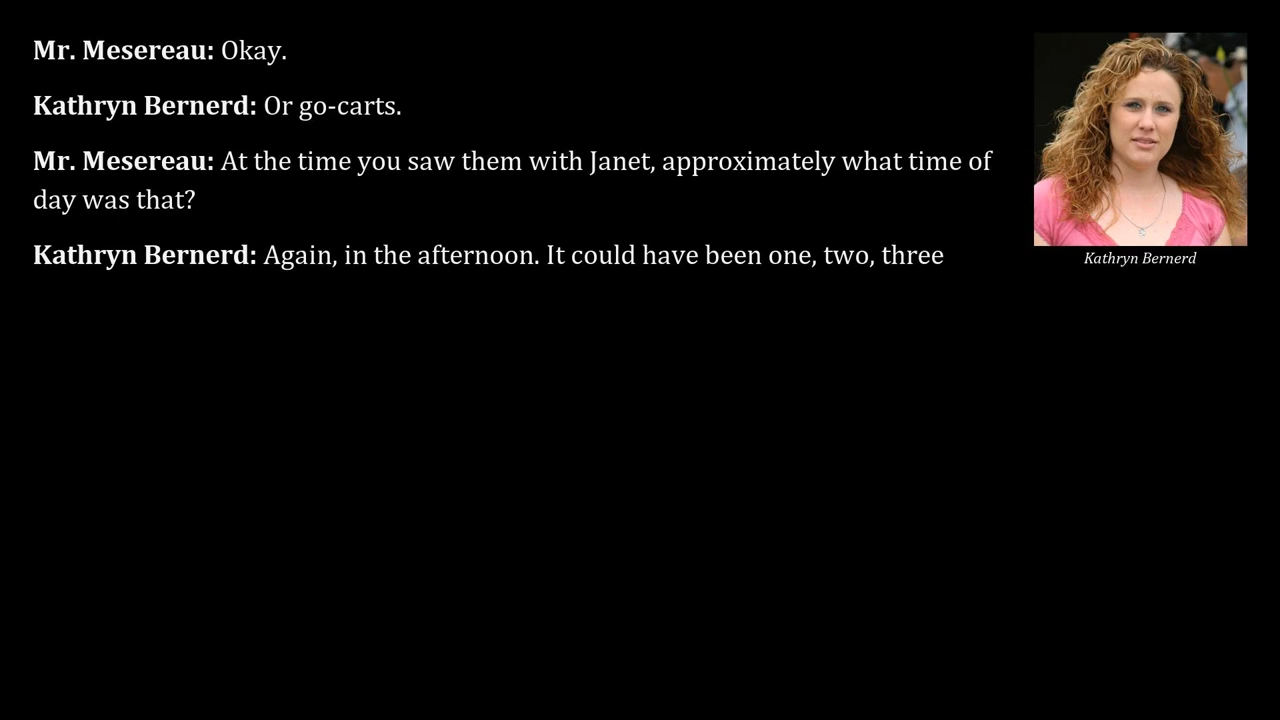 Mr. Mesereau: Okay.
Kathryn Bernerd: Or go-carts.
Mr. Mesereau: At the time you saw them with Janet, approximately what time of
day was that?
Kathryn Bernerd: Again, in the afternoon. It could have been one, two, three
Kathryn Bernerd